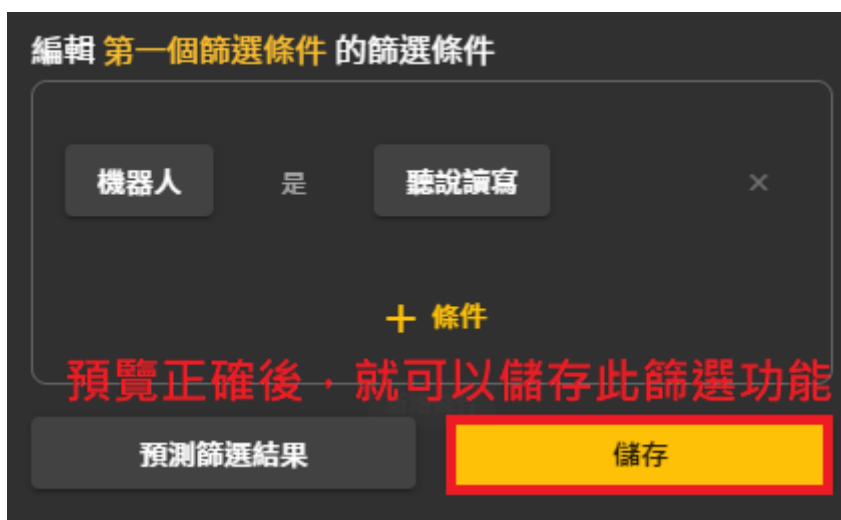 編輯 第一個篩選條件 的篩選條件
機器人 是 聽說讀寫 ×
＋ 條件
預覽正確後，就可以儲存此篩選功能
預測篩選結果 儲存